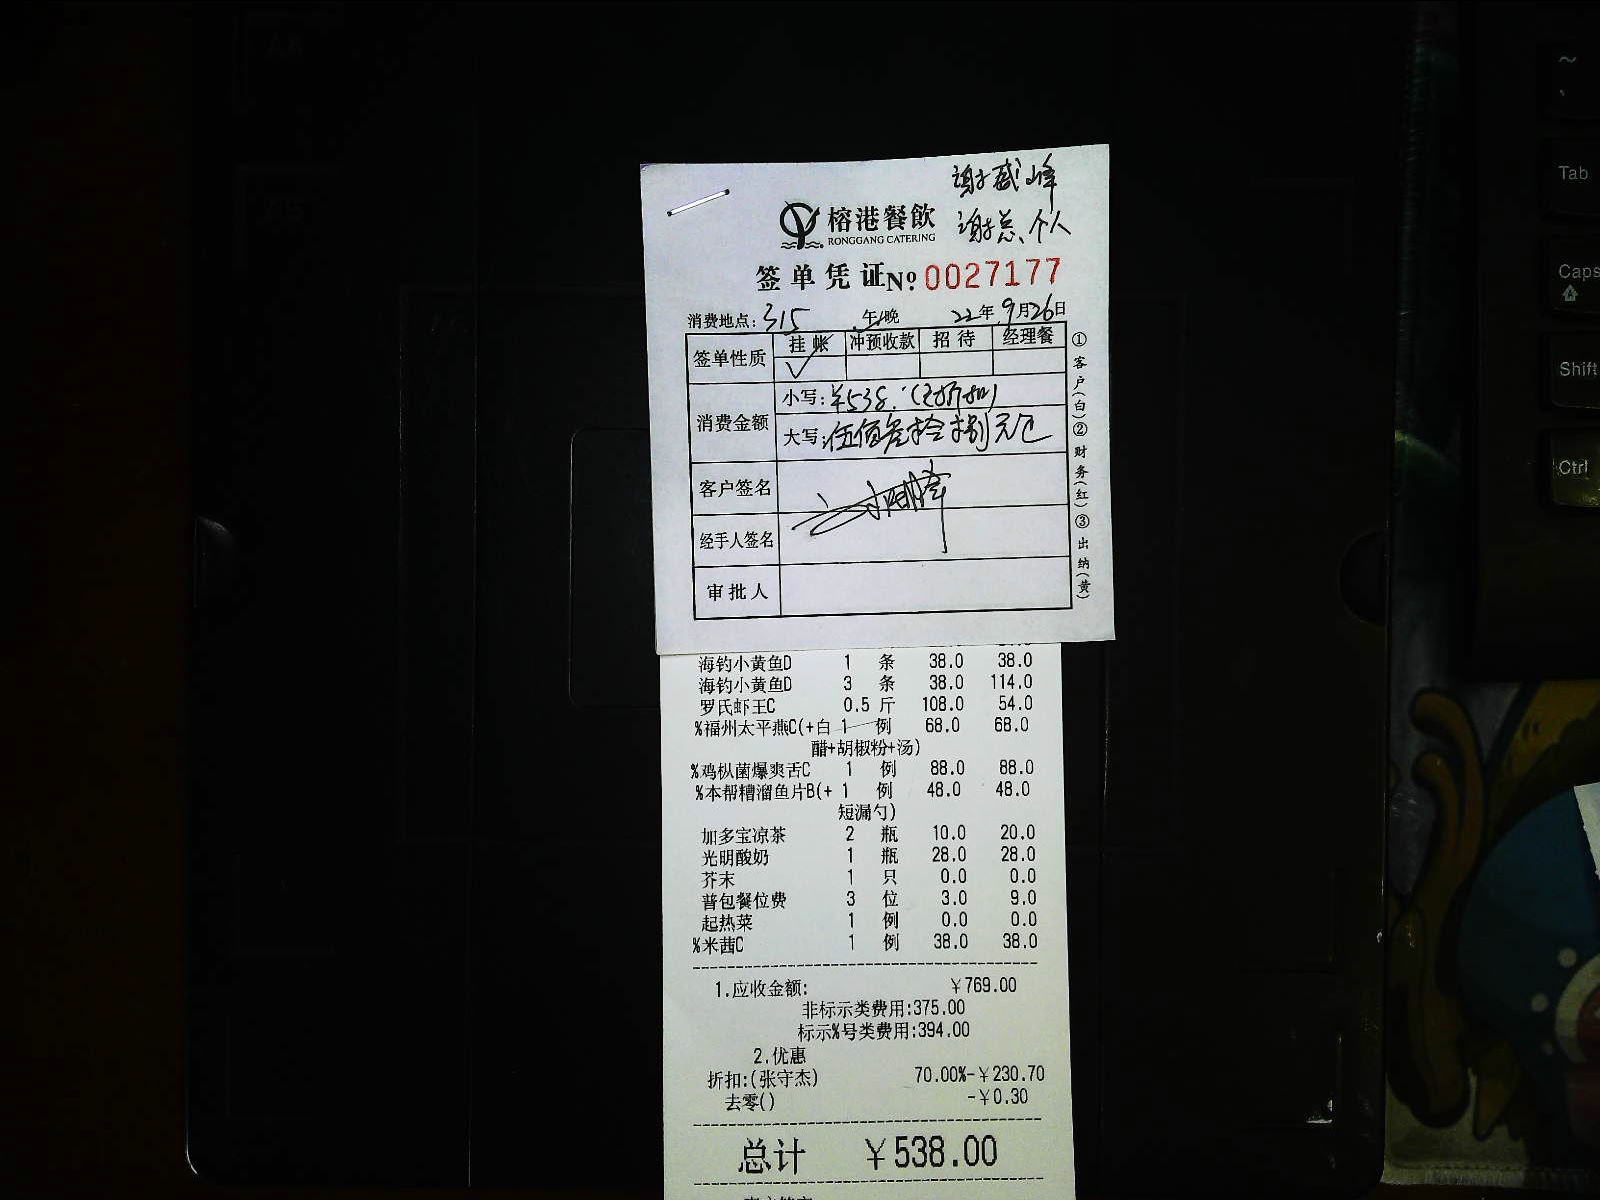 谢盛峰
谢总、个人
榕港餐飲
RONGGANG CATERING
签单凭证 No 0027177
消费地点:315 午/晚 22年9月26日
签单性质 挂帐 冲预收款 招待 经理餐
✓
消费金额 小写:¥538.
大写:伍佰叁拾捌元
客户签名
经手人签名
审批人
①客户(白)②财务(红)③出纳(黄)
海钓小黄鱼D 1 条 38.0 38.0
海钓小黄鱼D 3 条 38.0 114.0
罗氏虾王C 0.5 斤 108.0 54.0
%福州太平燕C(+白 1 例 68.0 68.0
醋+胡椒粉+汤)
%鸡枞菌爆爽舌C 1 例 88.0 88.0
%本帮糟溜鱼片B(+ 1 例 48.0 48.0
短漏勺)
加多宝凉茶 2 瓶 10.0 20.0
光明酸奶 1 瓶 28.0 28.0
芥末 1 只 0.0 0.0
普包餐位费 3 位 3.0 9.0
起热菜 1 例 0.0 0.0
%米茜C 1 例 38.0 38.0
1.应收金额: ¥769.00
非标示类费用:375.00
标示%号类费用:394.00
2.优惠
折扣:(张守杰) 70.00%-¥230.70
去零() -¥0.30
总计 ¥538.00
~
Tab
Caps
Shift
Ctrl